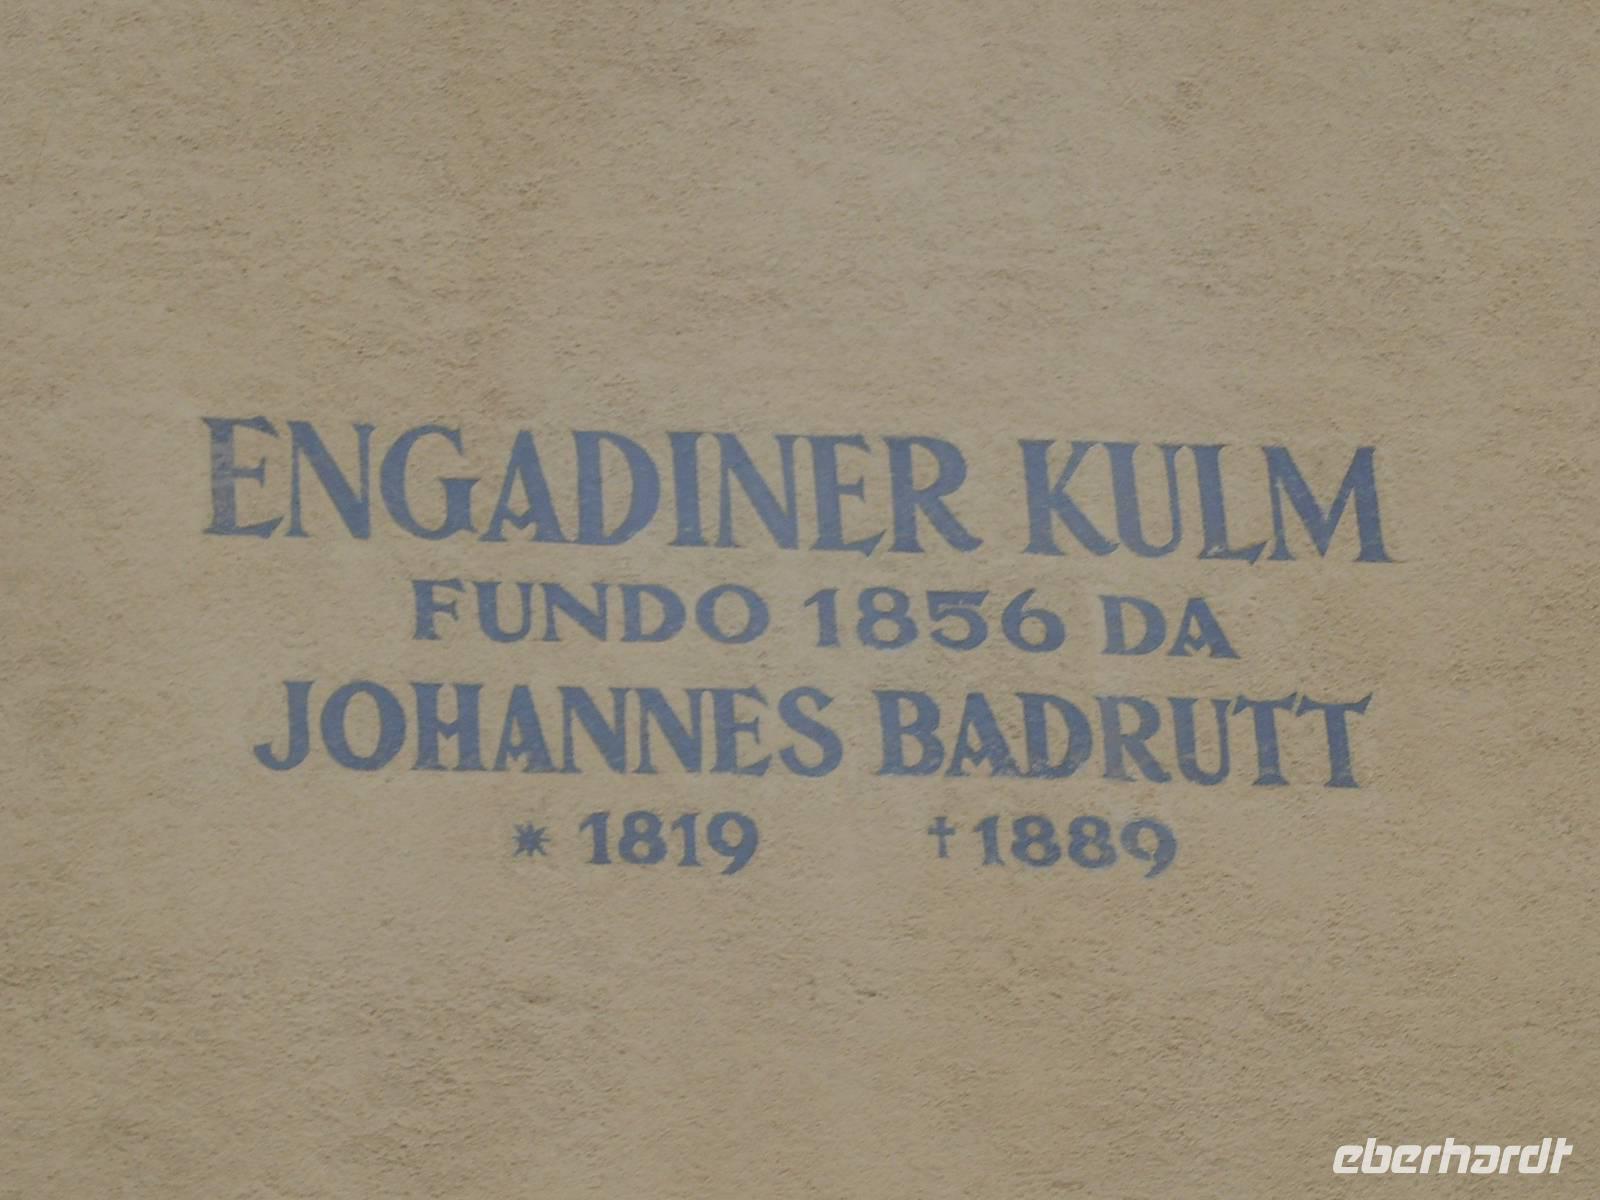 ENGADINER KULM
FUNDO 1856 DA
JOHANNES BADRUTT
* 1819 † 1889
eberhardt